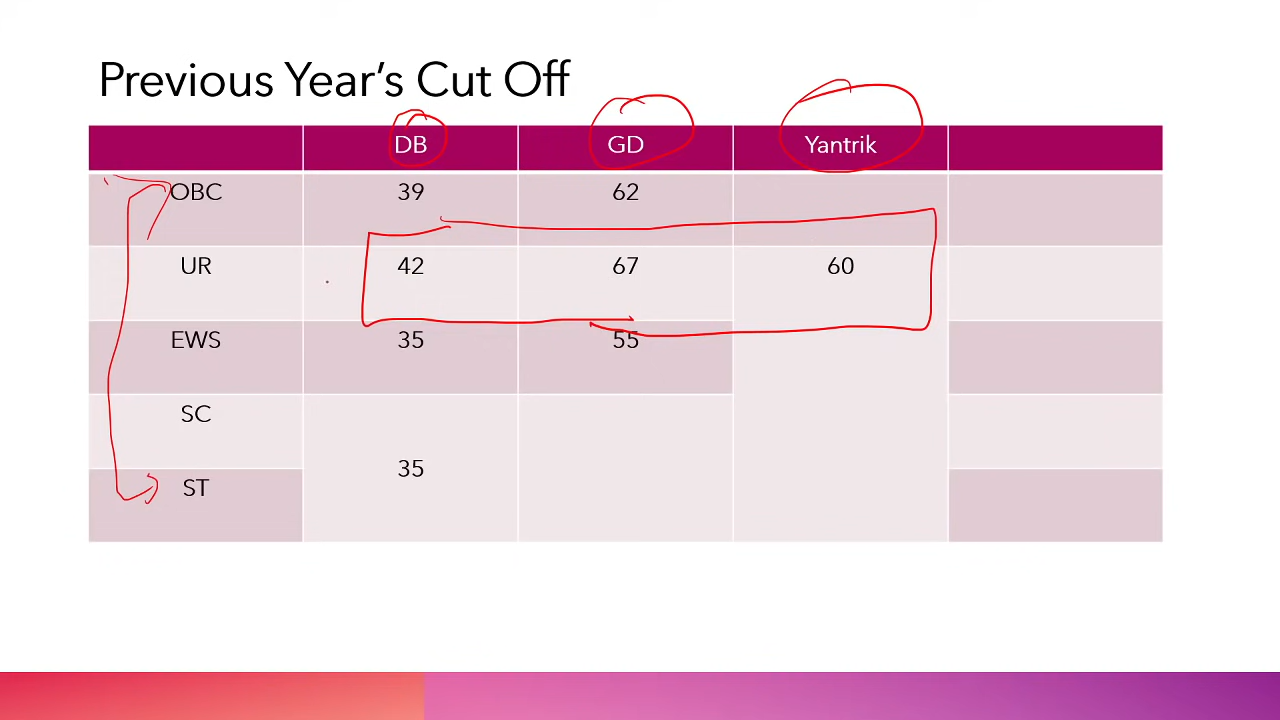 Previous Year's Cut Off
DB GD Yantrik
OBC 39 62
UR 42 67 60
EWS 35 55
SC
35
ST